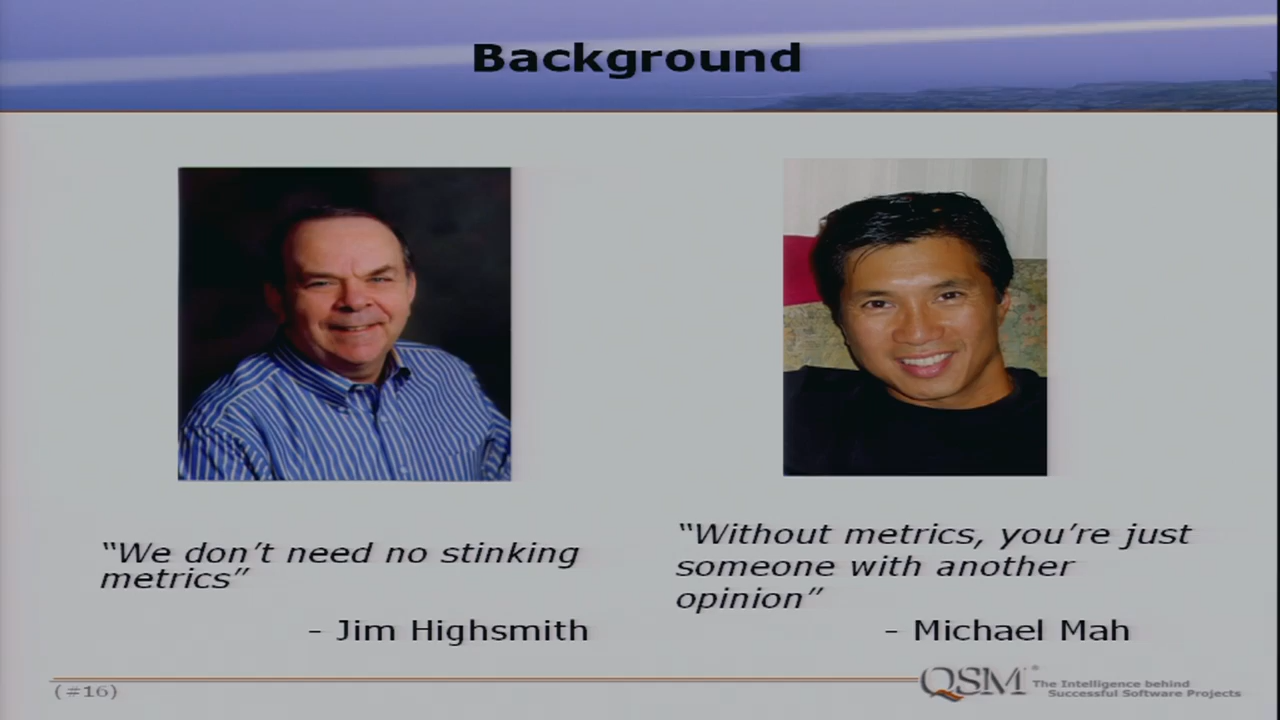 Background
“We don’t need no stinking
metrics”
- Jim Highsmith
“Without metrics, you’re just
someone with another
opinion”
- Michael Mah
(#16)
QSM®
The Intelligence behind
Successful Software Projects